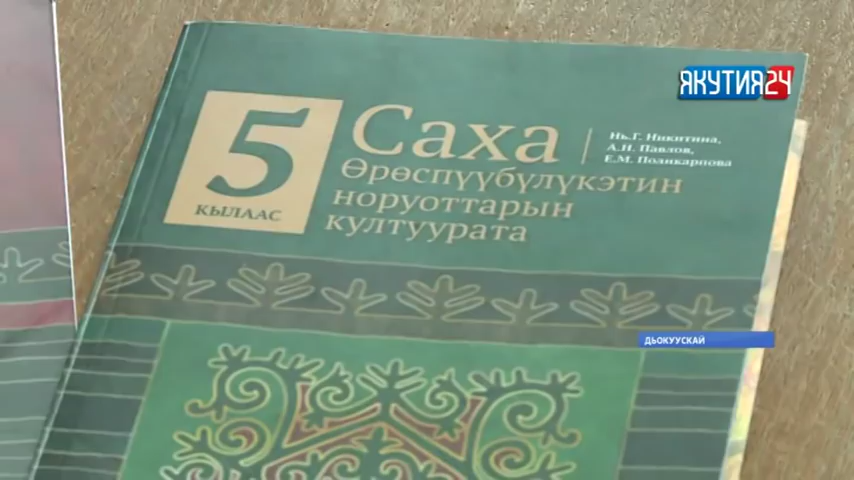 ЯКУТИЯ24
5
КЫЛААС
Саха
Өрөспүүбүлүкэтин
норуоттарын
култуурата
Нь.Г. Никитина,
А.Н. Павлов,
Е.М. Поликарпова
ДЬОКУУСКАЙ